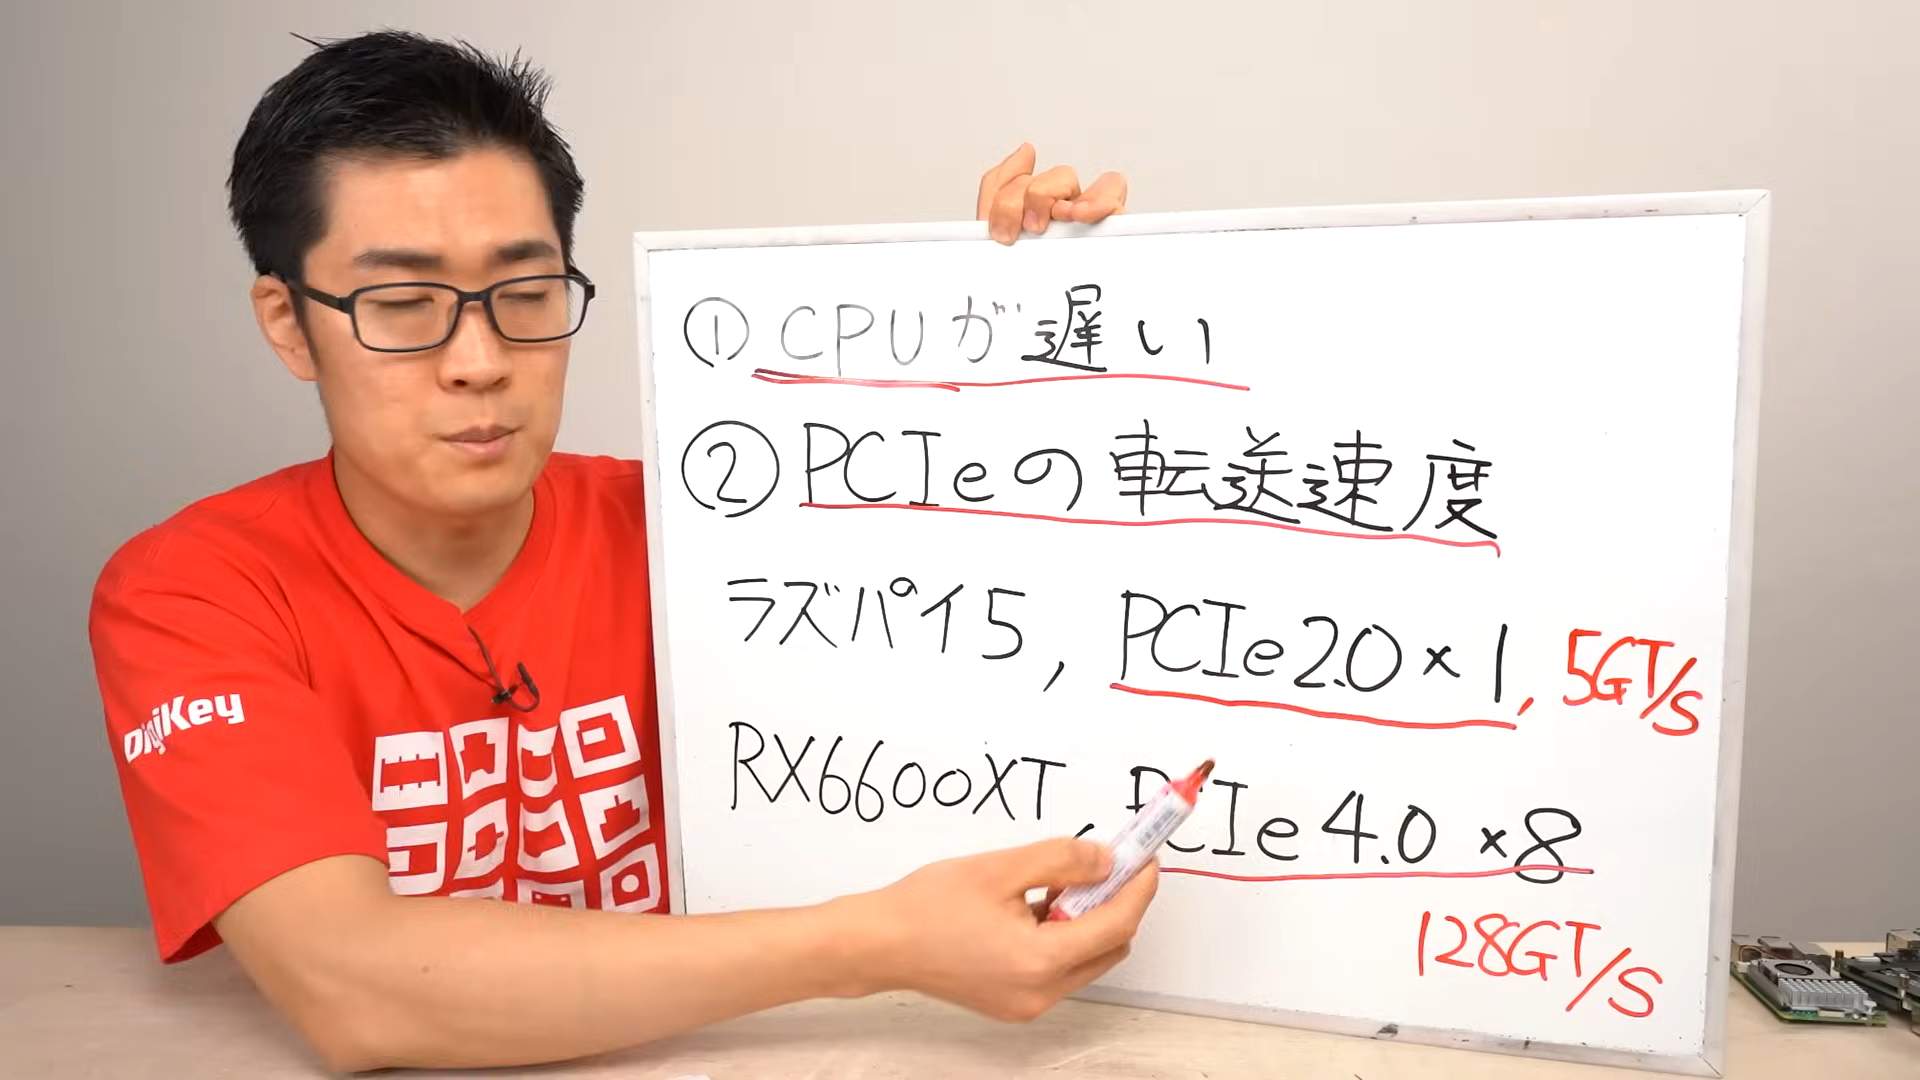 ① CPUが遅い
② PCIeの転送速度
ラズパイ5, PCIe2.0×1, 5GT/S
RX6600XT, PCIe4.0×8
128GT/S
DigiKey